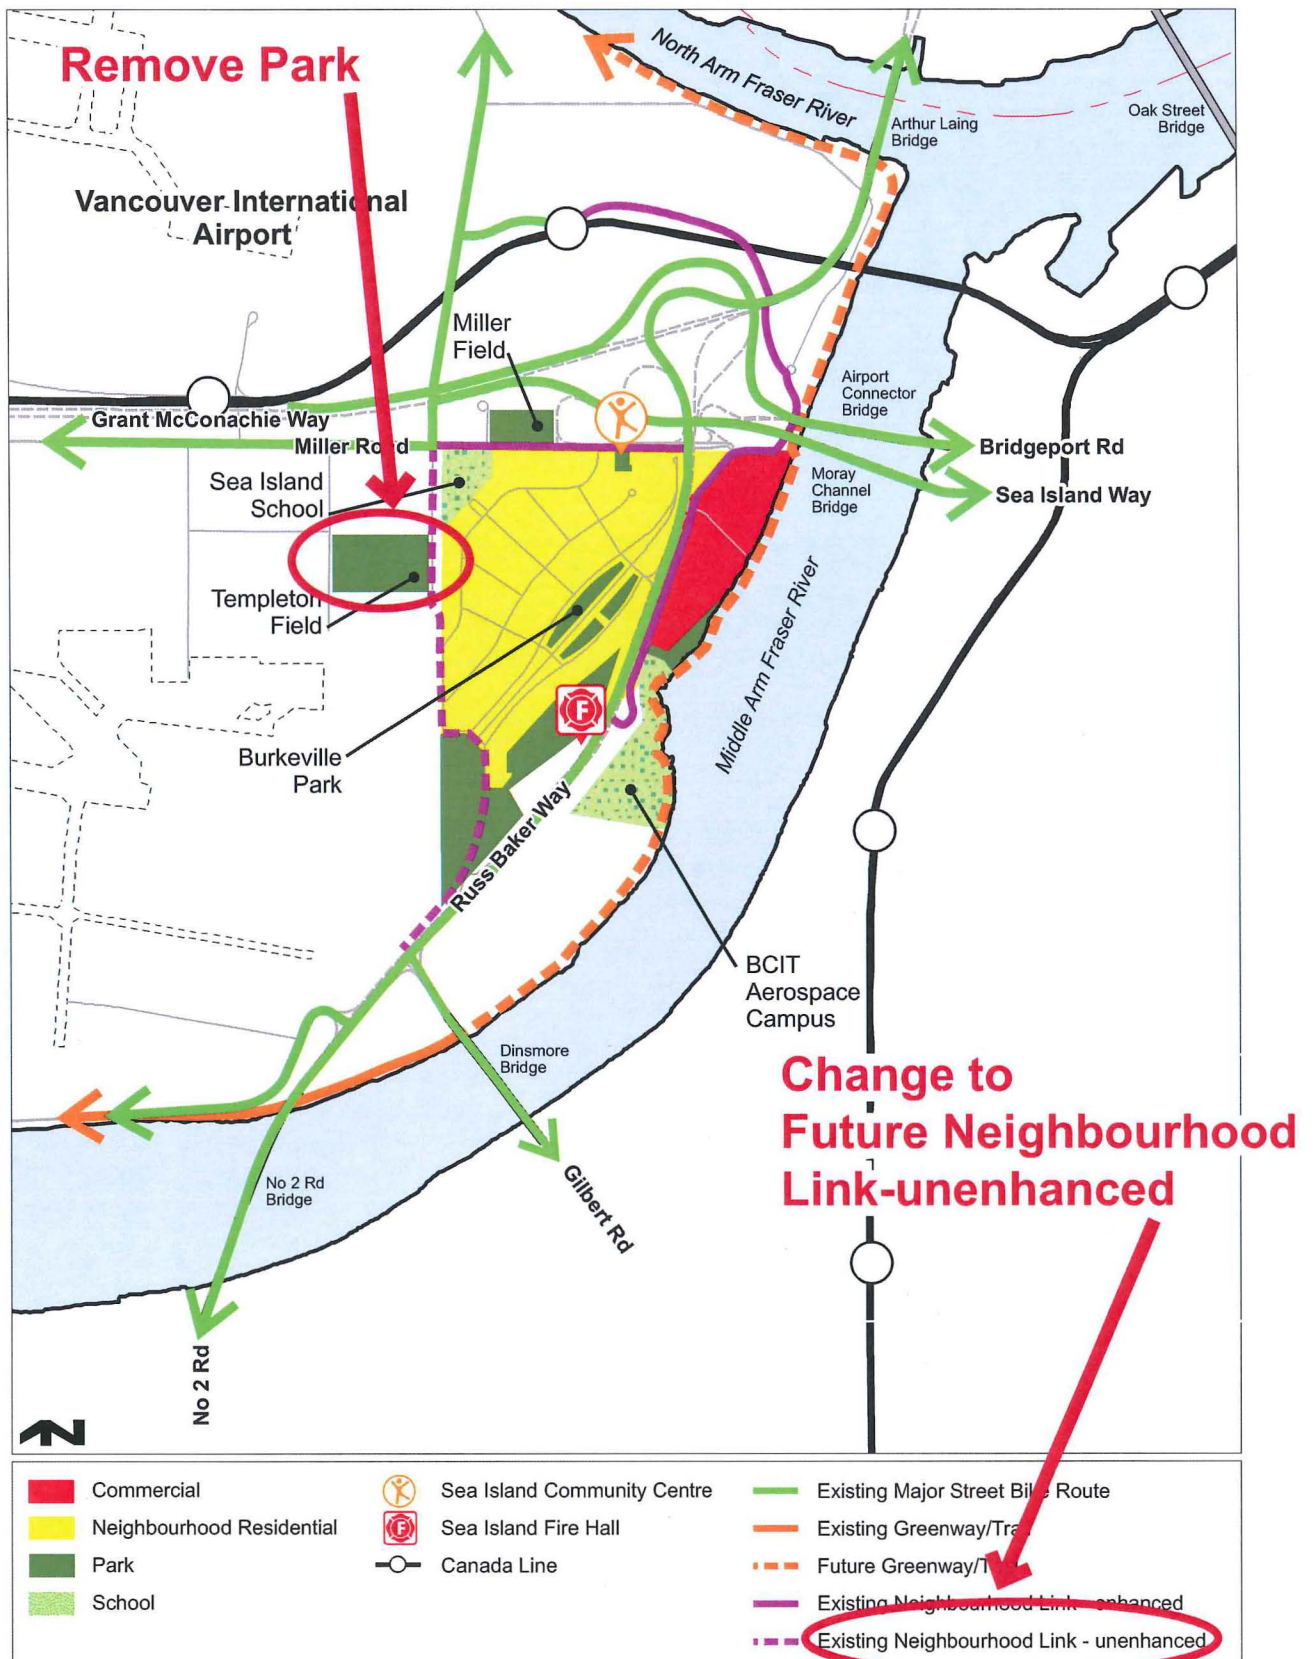 Remove Park
North Arm Fraser River
Arthur Laing
Bridge
Oak Street
Bridge
Vancouver International
Airport
Miller
Field
Airport
Connector
Bridge
Grant McConachie Way
Miller Road
Bridgeport Rd
Sea Island
School
Moray
Channel
Bridge
Sea Island Way
Templeton
Field
Middle Arm Fraser River
F
Burkeville
Park
Russ Baker Way
BCIT
Aerospace
Campus
Dinsmore
Bridge
Change to
Future Neighbourhood
Link-unenhanced
No 2 Rd
Bridge
Gilbert Rd
No 2 Rd
N
Commercial
Neighbourhood Residential
Park
School
Sea Island Community Centre
F
Sea Island Fire Hall
Canada Line
Existing Major Street Bike Route
Existing Greenway/Trail
Future Greenway/Trail
Existing Neighbourhood Link - enhanced
Existing Neighbourhood Link - unenhanced